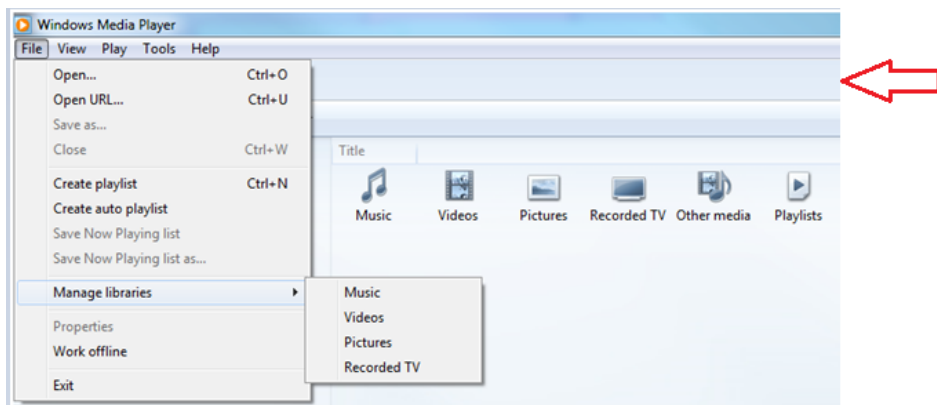 Windows Media Player
File View Play Tools Help
Open... Ctrl+O
Open URL... Ctrl+U
Save as...
Close Ctrl+W
Create playlist Ctrl+N
Create auto playlist
Save Now Playing list
Save Now Playing list as...
Manage libraries
Properties
Work offline
Exit
Music
Videos
Pictures
Recorded TV
Title
Music Videos Pictures Recorded TV Other media Playlists